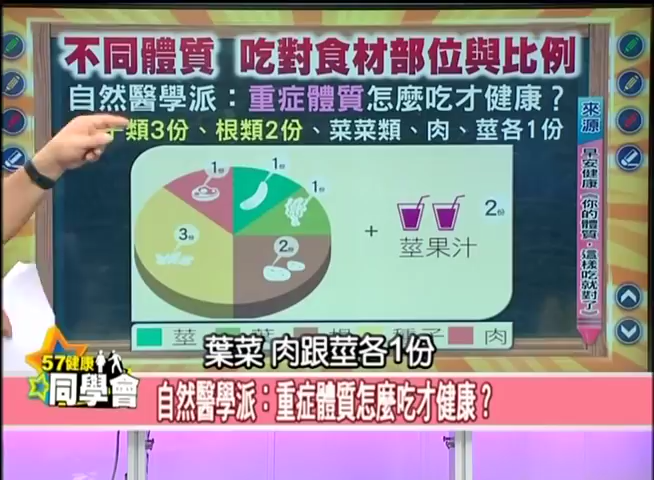 不同體質 吃對食材部位與比例
自然醫學派：重症體質怎麼吃才健康？
子類3份、根類2份、菜菜類、肉、莖各1份
1份
1份
1份
3份
2份
+
2份
莖果汁
莖 葉 根 種子 肉
來源
早安健康《你的體質，這樣吃就對了》
葉菜 肉跟莖各1份
57健康
同學會
自然醫學派：重症體質怎麼吃才健康？